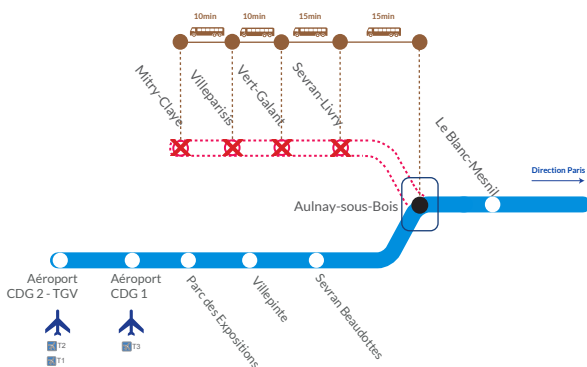 10min
10min
15min
15min
Mitry-Claye
Villeparisis
Vert-Galant
Sevran-Livry
Le Blanc-Mesnil
Direction Paris
Aulnay-sous-Bois
Aéroport
CDG 2 - TGV
Aéroport
CDG 1
Parc des Expositions
Villepinte
Sevran Beaudottes
T2
T1
T3